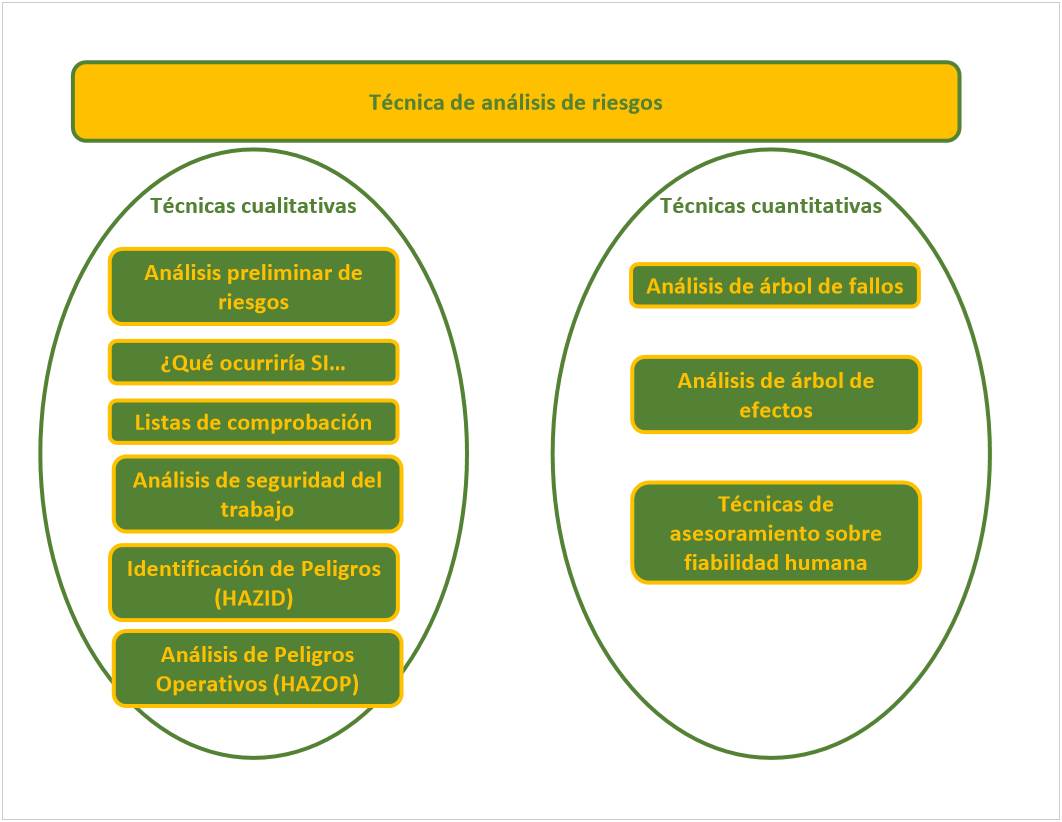 Técnica de análisis de riesgos
Técnicas cualitativas
Análisis preliminar de
riesgos
¿Qué ocurriría SI...
Listas de comprobación
Análisis de seguridad del
trabajo
Identificación de Peligros
(HAZID)
Análisis de Peligros
Operativos (HAZOP)
Técnicas cuantitativas
Análisis de árbol de fallos
Análisis de árbol de
efectos
Técnicas de
asesoramiento sobre
fiabilidad humana